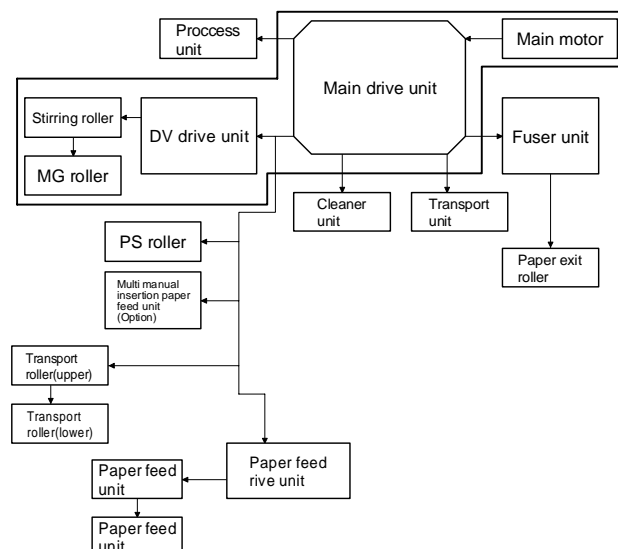 Proccess
unit
Main drive unit
Main motor
Stirring roller
DV drive unit
Fuser unit
MG roller
Cleaner
unit
Transport
unit
PS roller
Paper exit
roller
Multi manual
insertion paper
feed unit
(Option)
Transport
roller(upper)
Transport
roller(lower)
Paper feed
rive unit
Paper feed
unit
Paper feed
unit